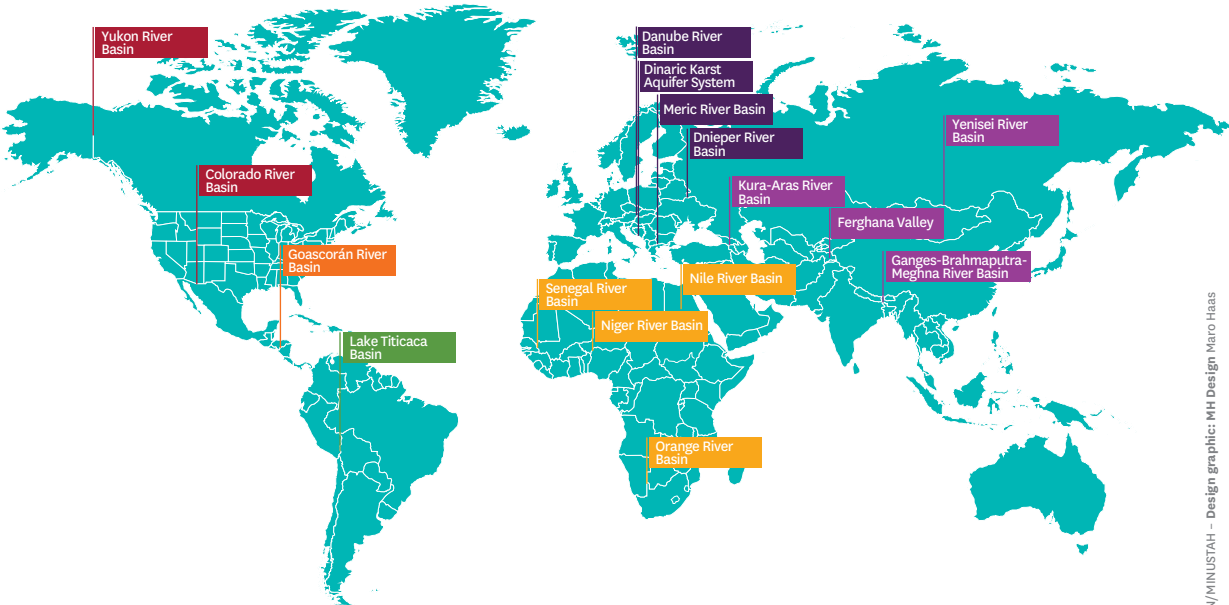 Yukon River
Basin
Colorado River
Basin
Goascorán River
Basin
Lake Titicaca
Basin
Danube River
Basin
Dinaric Karst
Aquifer System
Meric River Basin
Dnieper River
Basin
Kura-Aras River
Basin
Yenisei River
Basin
Ferghana Valley
Ganges-Brahmaputra-
Meghna River Basin
Nile River Basin
Senegal River
Basin
Niger River Basin
Orange River
Basin
/MINUSTAH – Design graphic: MH Design Maro Haas